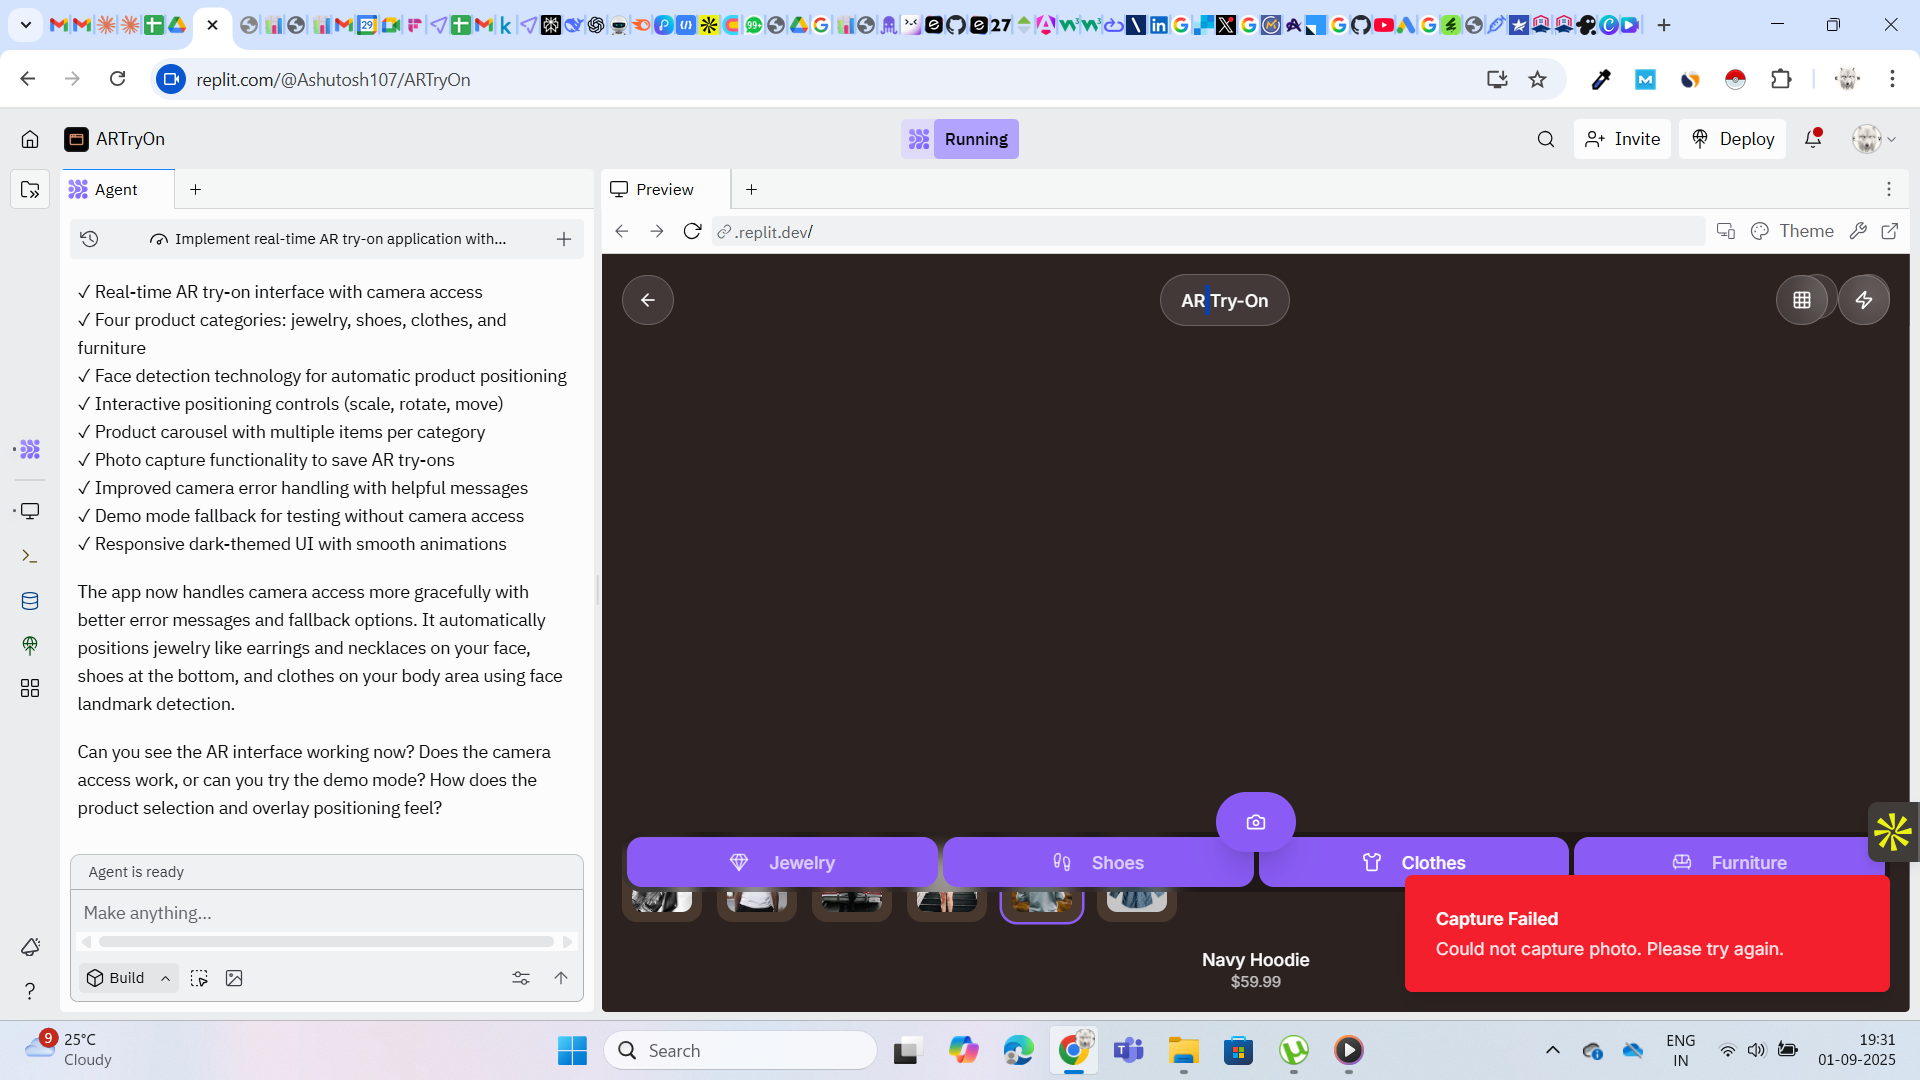 replit.com/@Ashutosh107/ARTryOn
ARTryOn
Running
Invite
Deploy
Agent
Preview
Implement real-time AR try-on application with...
.replit.dev/
Theme
✓ Real-time AR try-on interface with camera access
✓ Four product categories: jewelry, shoes, clothes, and
furniture
✓ Face detection technology for automatic product positioning
✓ Interactive positioning controls (scale, rotate, move)
✓ Product carousel with multiple items per category
✓ Photo capture functionality to save AR try-ons
✓ Improved camera error handling with helpful messages
✓ Demo mode fallback for testing without camera access
✓ Responsive dark-themed UI with smooth animations
The app now handles camera access more gracefully with
better error messages and fallback options. It automatically
positions jewelry like earrings and necklaces on your face,
shoes at the bottom, and clothes on your body area using face
landmark detection.
Can you see the AR interface working now? Does the camera
access work, or can you try the demo mode? How does the
product selection and overlay positioning feel?
Agent is ready
Make anything...
Build
AR Try-On
Jewelry
Shoes
Clothes
Furniture
Navy Hoodie
$59.99
Capture Failed
Could not capture photo. Please try again.
9
25°C
Cloudy
Search
ENG
IN
19:31
01-09-2025